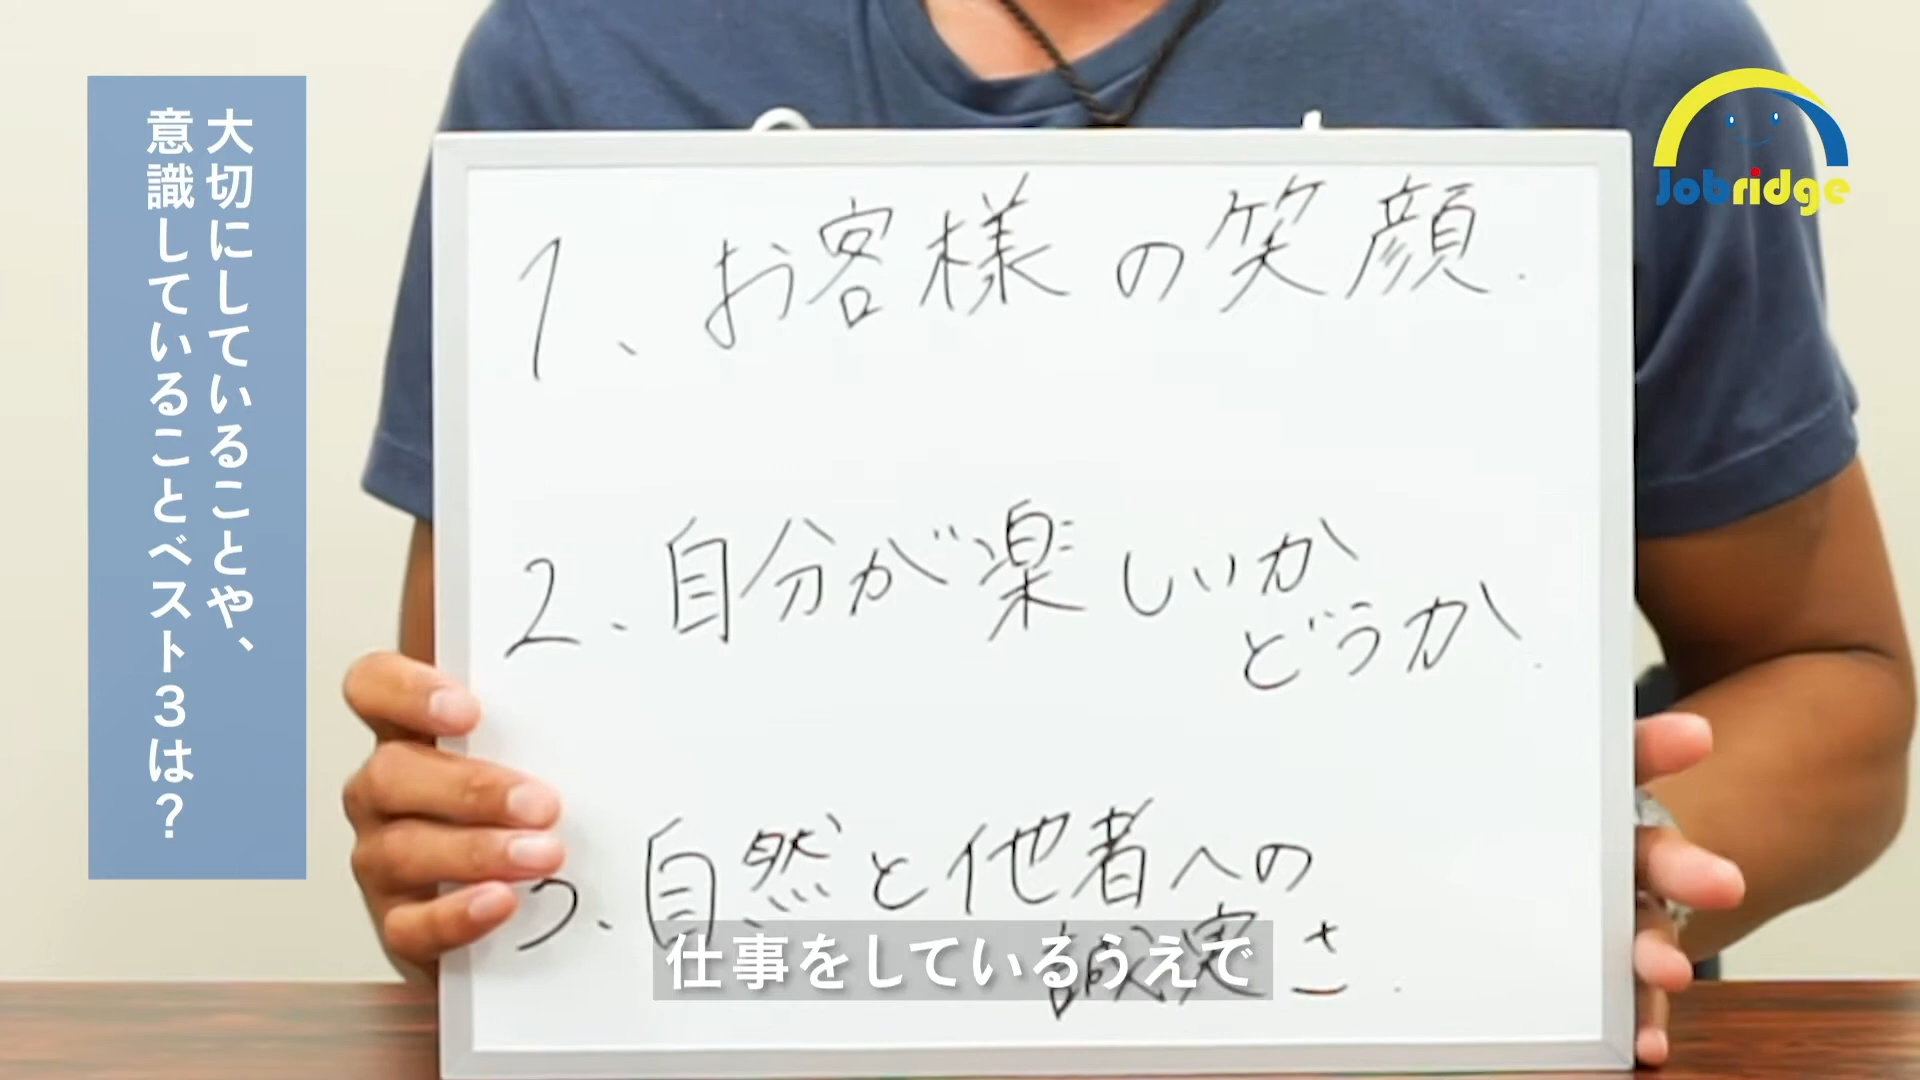 大切にしていることや、
意識していることベスト3は?
Jobridge
1、お客様の笑顔.
2.自分が楽しいか
どうか.
3.自然と他者への
誠実さ.
仕事をしているうえで